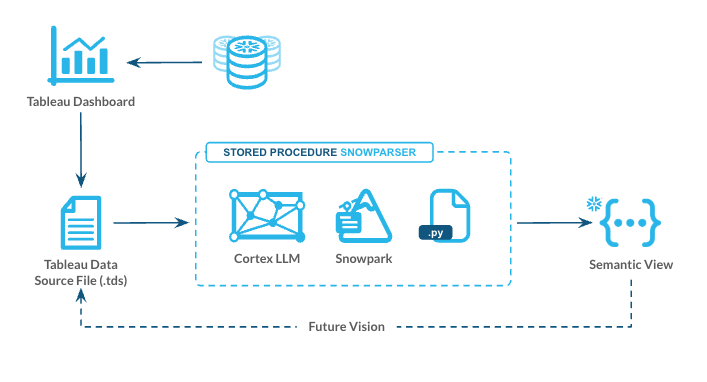 Tableau Dashboard
STORED PROCEDURE SNOWPARSER
.py
Cortex LLM
Snowpark
Tableau Data
Source File (.tds)
Semantic View
Future Vision